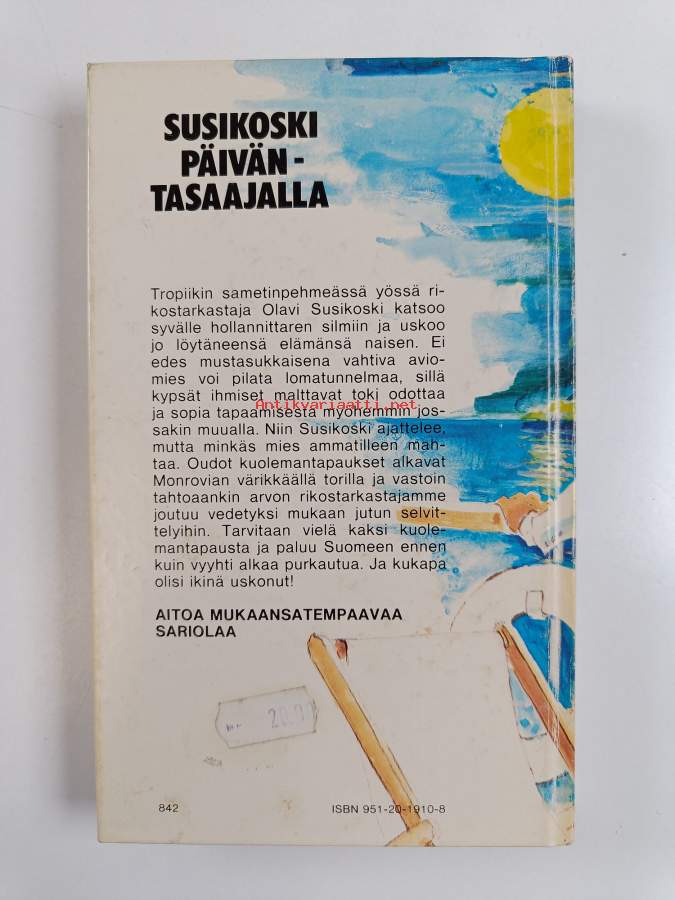 SUSIKOSKI
PÄIVÄN-
TASAAJALLA
Tropiikin sametinpehmeässä yössä ri-
kostarkastaja Olavi Susikoski katsoo
syvälle hollannittaren silmiin ja uskoo
jo löytäneensä elämänsä naisen. Ei
edes mustasukkaisena vahtiva avio-
mies voi pilata lomatunnelmaa, sillä
kypsät ihmiset malttavat toki odottaa
Antikvariaatti.net
ja sopia tapaamisesta myöhemmin jos-
sakin muualla. Niin Susikoski ajattelee,
mutta minkäs mies ammatilleen mah-
taa. Oudot kuolemantapaukset alkavat
Monrovian värikkäällä torilla ja vastoin
tahtoaankin arvon rikostarkastajamme
joutuu vedetyksi mukaan jutun selvit-
telyihin. Tarvitaan vielä kaksi kuole-
mantapausta ja paluu Suomeen ennen
kuin vyyhti alkaa purkautua. Ja kukapa
olisi ikinä uskonut!
AITOA MUKAANSATEMPAAVAA
SARIOLAA
842
ISBN 951-20-1910-8